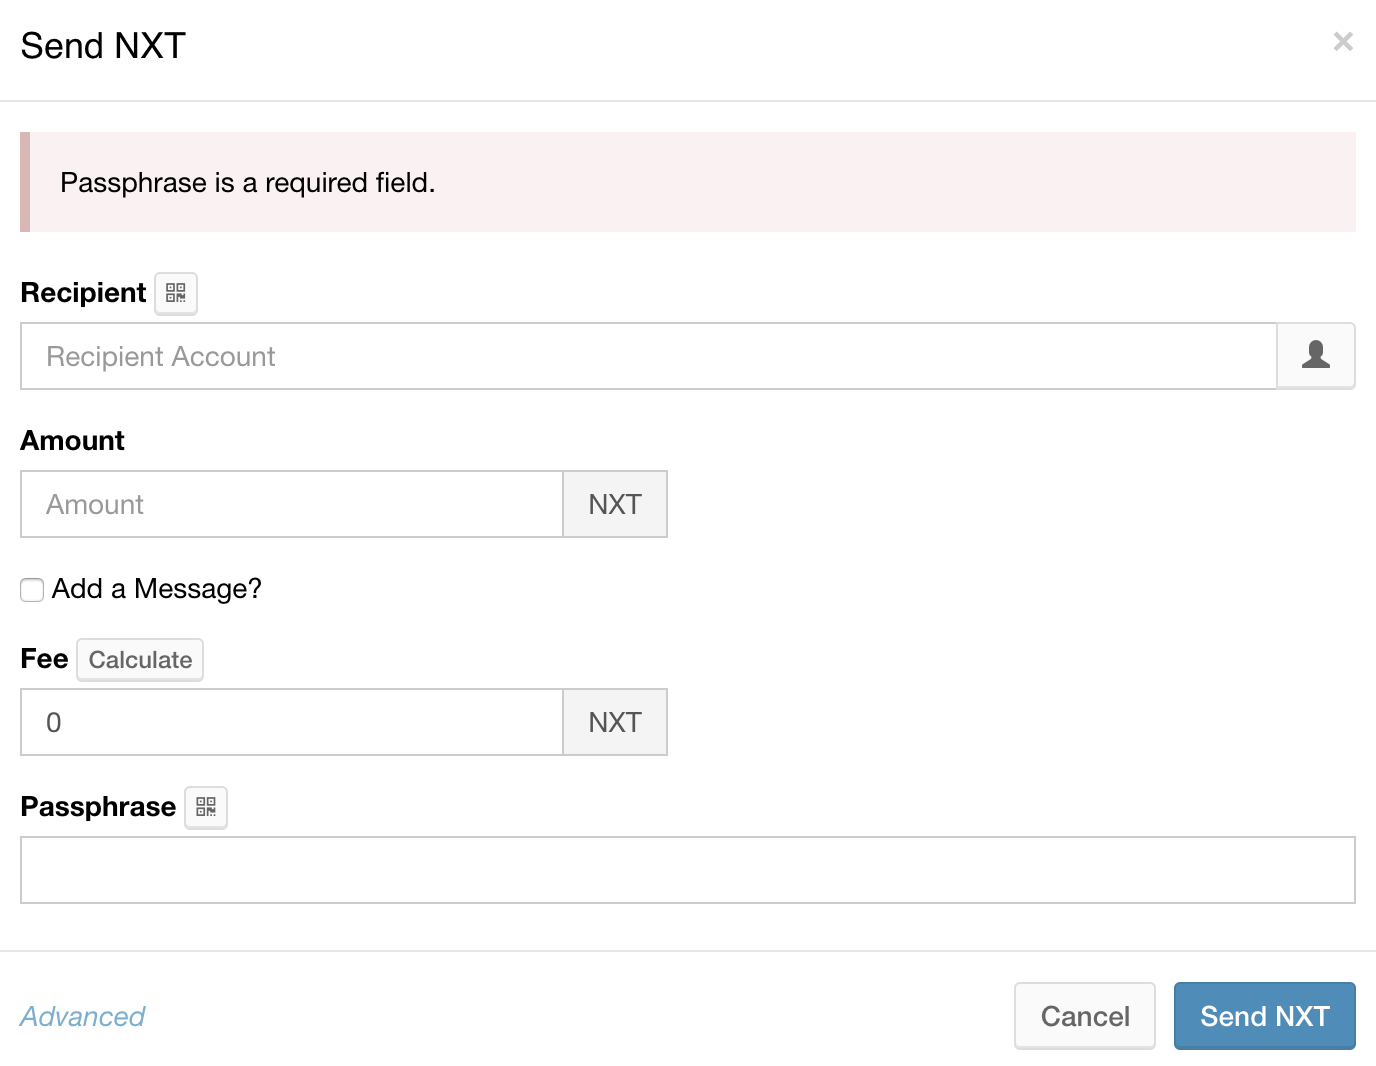 Send NXT
×
Passphrase is a required field.
Recipient
Recipient Account
Amount
Amount NXT
Add a Message?
Fee Calculate
0 NXT
Passphrase
Advanced Cancel Send NXT